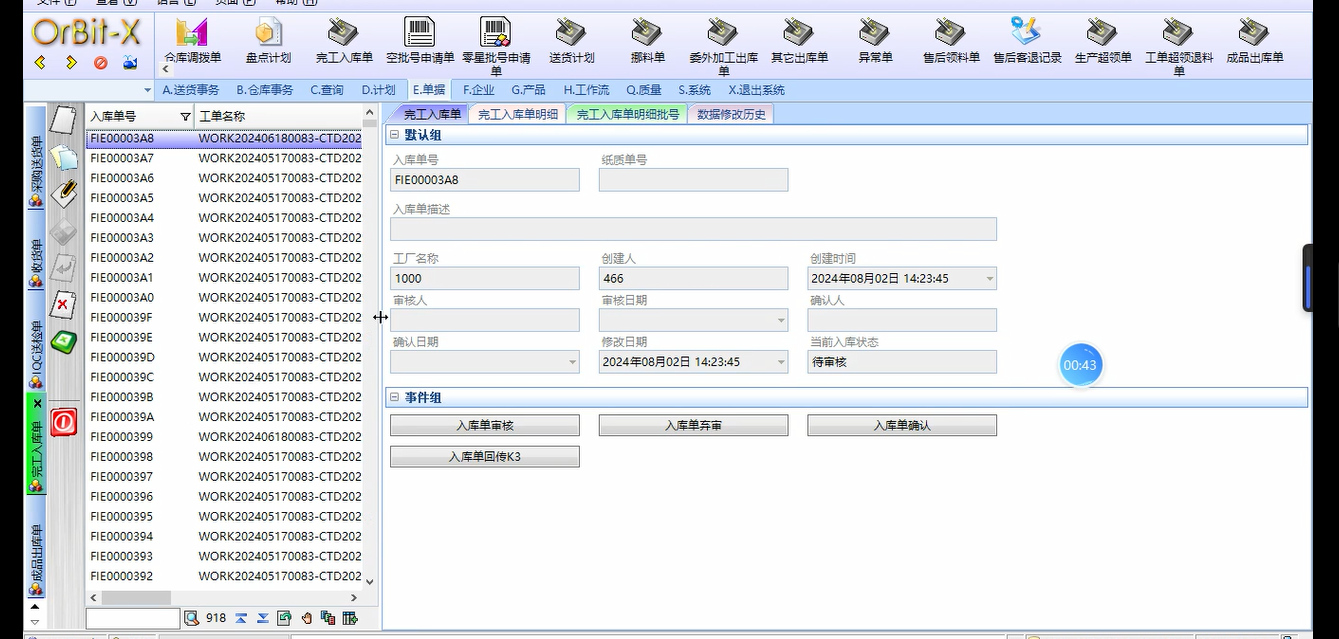 文件(F) 查看(V) 语言(L) 页面(P) 帮助(H)
OrBit-X
仓库调拨单 盘点计划 完工入库单 空批号申请单 零星批号申请单 送货计划 挪料单 委外加工出库单 其它出库单 异常单 售后领料单 售后客退记录 生产超领单 工单超领退料单 成品出库单
A.送货事务 B.仓库事务 C.查询 D.计划 E.单据 F.企业 G.产品 H.工作流 Q.质量 S.系统 X.退出系统
采购送货单
收货单
IQC送检单
完工入库单
成品出库单
入库单号 工单名称
FIE00003A8 WORK202406180083-CTD202
FIE00003A7 WORK202405170083-CTD202
FIE00003A6 WORK202405170083-CTD202
FIE00003A5 WORK202405170083-CTD202
FIE00003A4 WORK202405170083-CTD202
FIE00003A3 WORK202405170083-CTD202
FIE00003A2 WORK202405170083-CTD202
FIE00003A1 WORK202405170083-CTD202
FIE00003A0 WORK202405170083-CTD202
FIE000039F WORK202405170083-CTD202
FIE000039E WORK202405170083-CTD202
FIE000039D WORK202405170083-CTD202
FIE000039C WORK202405170083-CTD202
FIE000039B WORK202405170083-CTD202
FIE000039A WORK202405170083-CTD202
FIE0000399 WORK202406180083-CTD202
FIE0000398 WORK202405170083-CTD202
FIE0000397 WORK202405170083-CTD202
FIE0000396 WORK202405170083-CTD202
FIE0000395 WORK202405170083-CTD202
FIE0000394 WORK202405170083-CTD202
FIE0000393 WORK202405170083-CTD202
FIE0000392 WORK202405170083-CTD202
918
完工入库单 完工入库单明细 完工入库单明细批号 数据修改历史
默认组
入库单号 纸质单号
FIE00003A8
入库单描述
工厂名称 创建人 创建时间
1000 466 2024年08月02日 14:23:45
审核人 审核日期 确认人
确认日期 修改日期 当前入库状态
2024年08月02日 14:23:45 待审核
00:43
事件组
入库单审核 入库单弃审 入库单确认
入库单回传K3